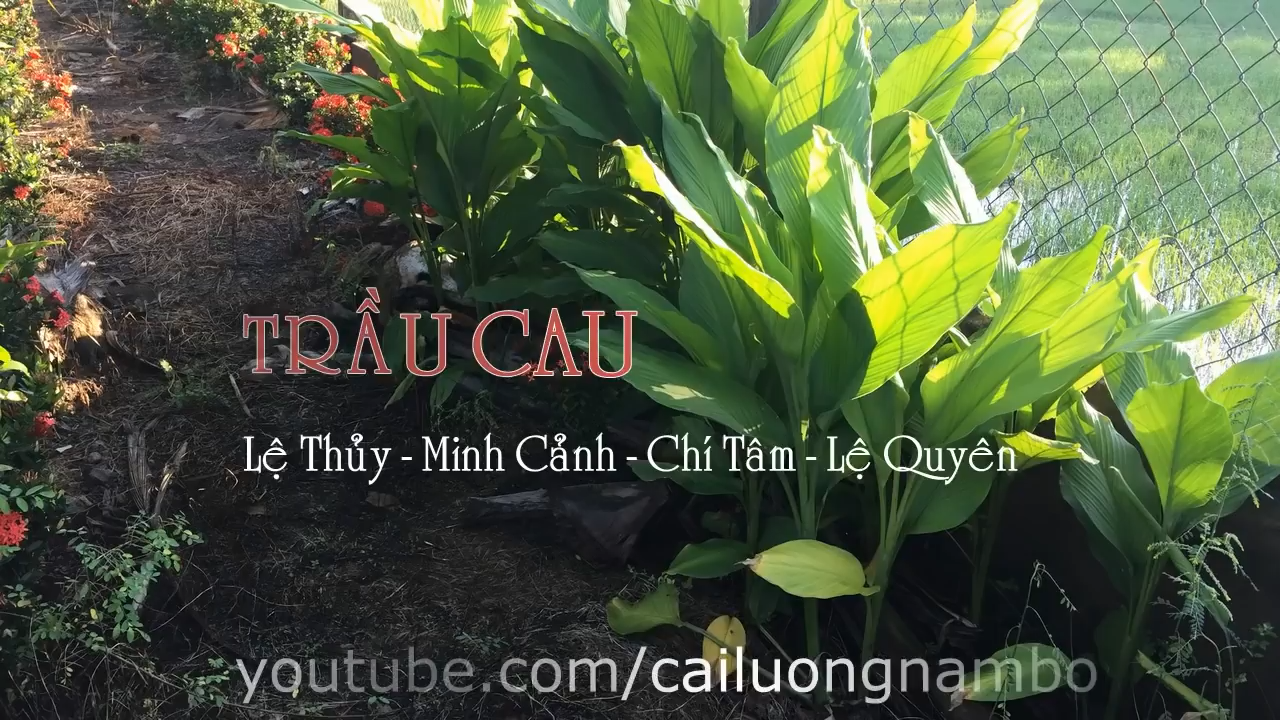 TRẦU CAU
Lệ Thủy - Minh Cảnh - Chí Tâm - Lệ Quyên
youtube.com/cailuongnambo